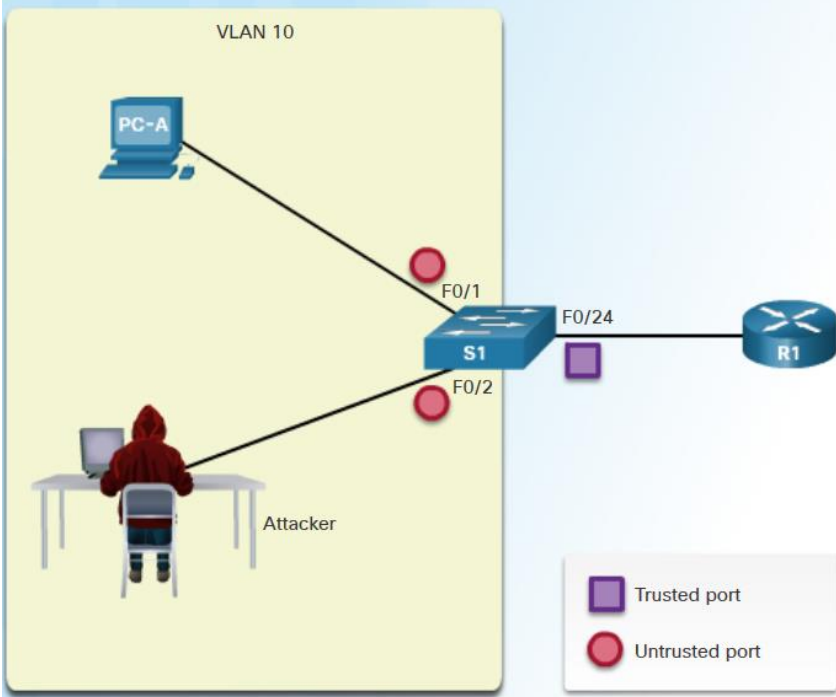 VLAN 10
PC-A
F0/1
F0/24
S1
R1
F0/2
Attacker
Trusted port
Untrusted port